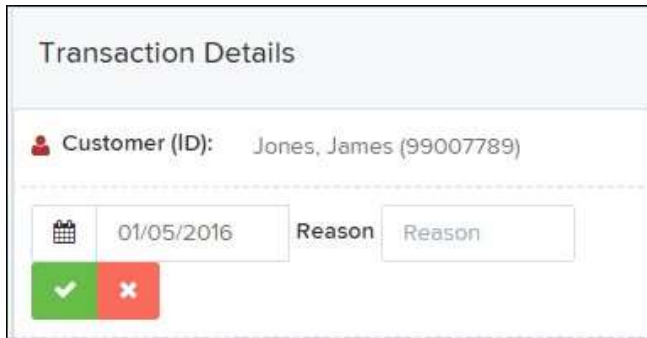 Transaction Details
Customer (ID): Jones, James (99007789)
01/05/2016 Reason Reason